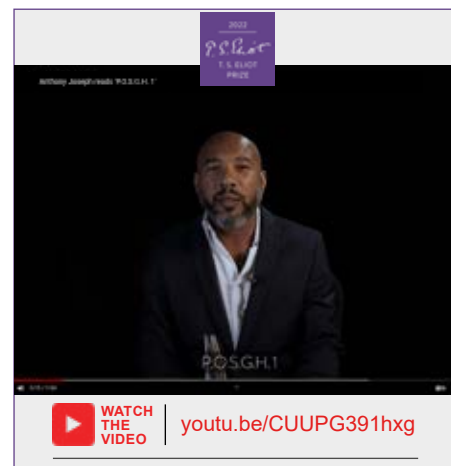 2022
T. S. Eliot
T. S. ELIOT
PRIZE
Anthony Joseph reads 'P.O.S.G.H. 1'
P.O.S.G.H. 1
WATCH
THE
VIDEO
youtu.be/CUUPG391hxg